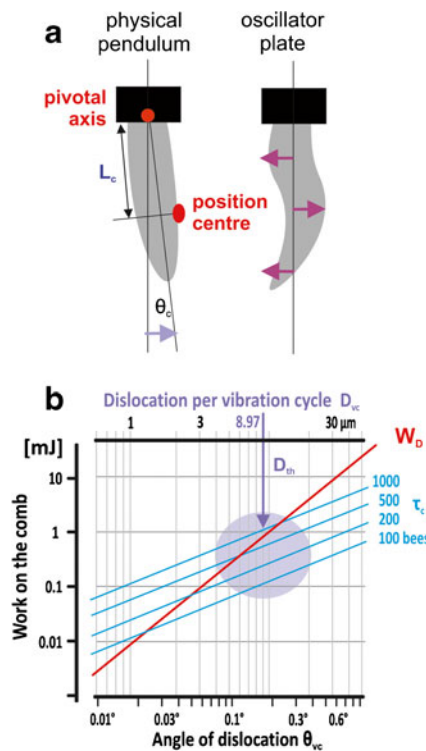 a
physical
pendulum
oscillator
plate
pivotal
axis
Lc
position
centre
θc
b
Dislocation per vibration cycle Dvc
1 3 8.97 30 µm
[mJ]
WD
Dth
10
1
0.1
0.01
Work on the comb
1000
500
200
100 bees
τc
0.01° 0.03° 0.1° 0.3° 0.6°
Angle of dislocation θvc